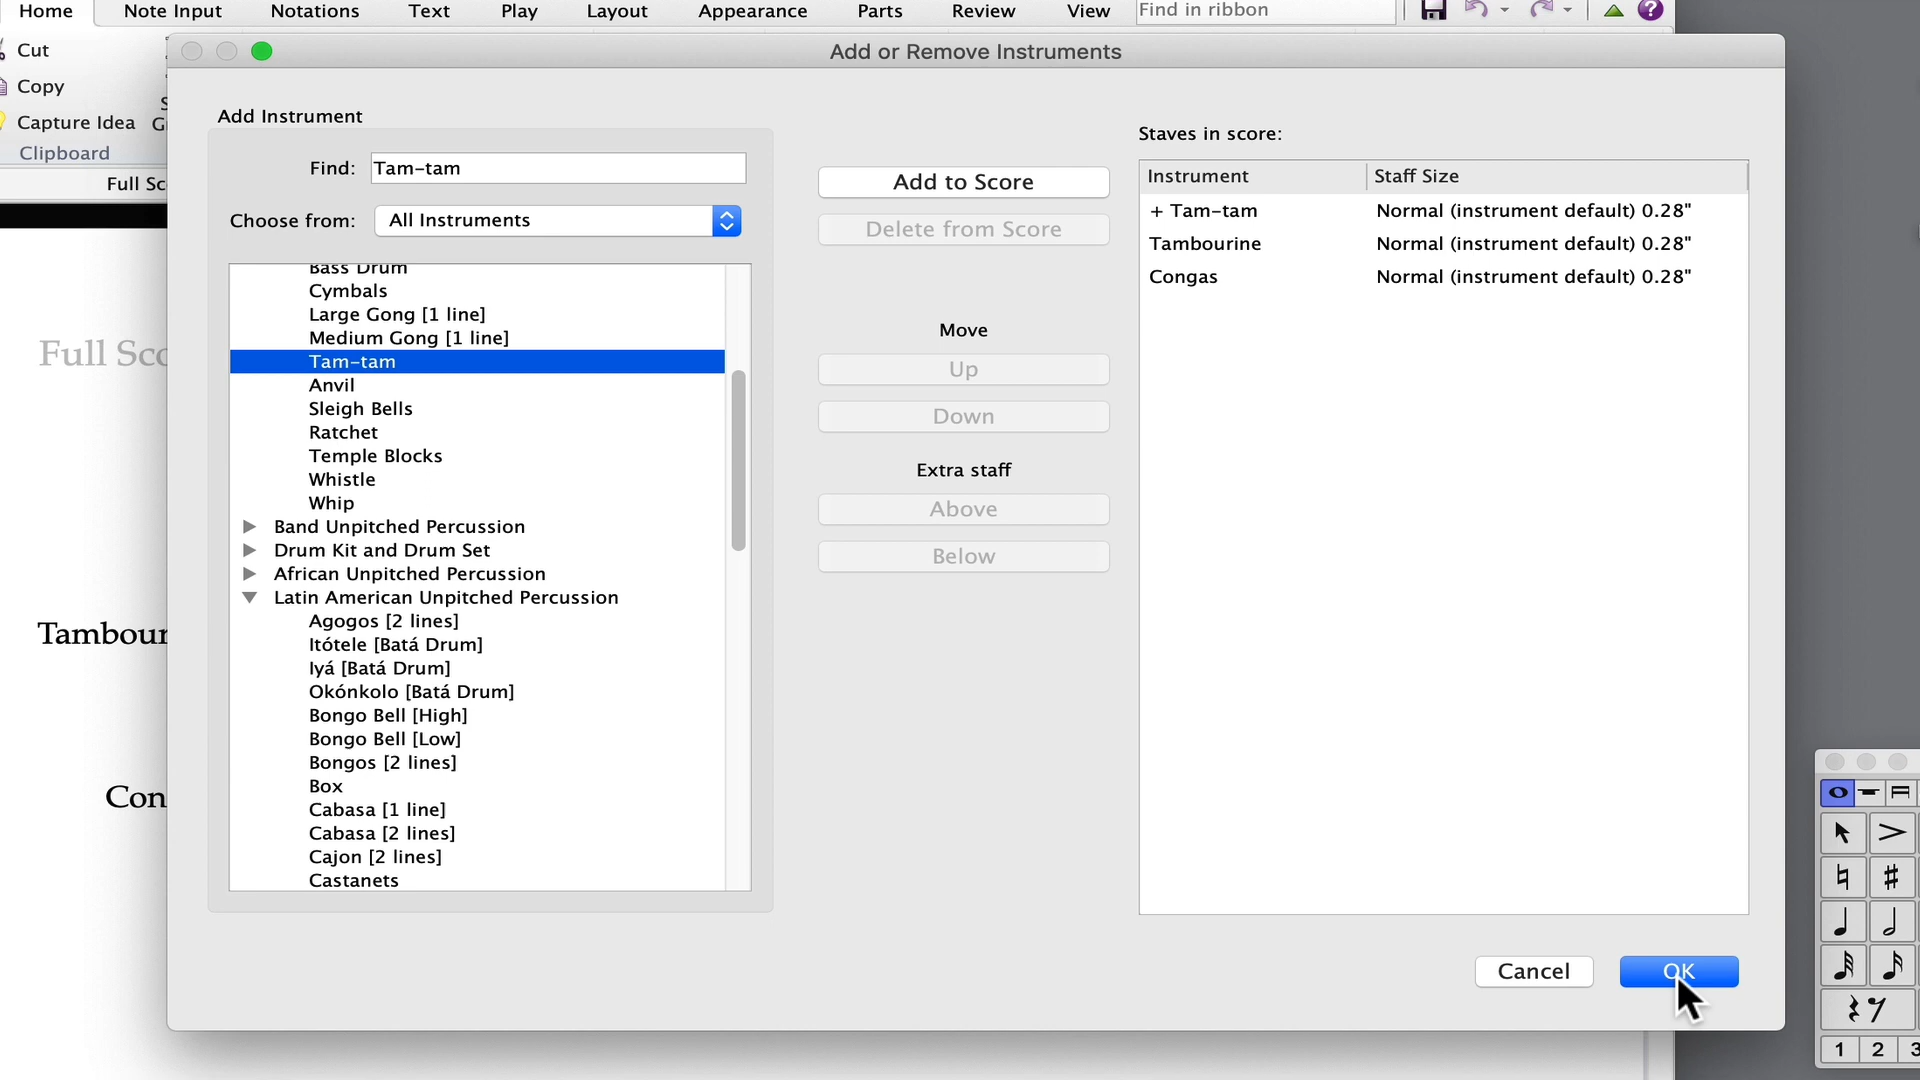 Home Note Input Notations Text Play Layout Appearance Parts Review View Find in ribbon
Cut
Copy
Capture Idea
Clipboard
Add or Remove Instruments
Add Instrument
Find: Tam-tam
Choose from: All Instruments
Bass Drum
Cymbals
Large Gong [1 line]
Medium Gong [1 line]
Tam-tam
Anvil
Sleigh Bells
Ratchet
Temple Blocks
Whistle
Whip
Band Unpitched Percussion
Drum Kit and Drum Set
African Unpitched Percussion
Latin American Unpitched Percussion
Agogos [2 lines]
Itótele [Batá Drum]
Iyá [Batá Drum]
Okónkolo [Batá Drum]
Bongo Bell [High]
Bongo Bell [Low]
Bongos [2 lines]
Box
Cabasa [1 line]
Cabasa [2 lines]
Cajon [2 lines]
Castanets
Add to Score
Delete from Score
Move
Up
Down
Extra staff
Above
Below
Staves in score:
Instrument Staff Size
+ Tam-tam Normal (instrument default) 0.28"
Tambourine Normal (instrument default) 0.28"
Congas Normal (instrument default) 0.28"
Cancel
OK
Full Sc
Full Sco
Tambour
Con
1 2 3